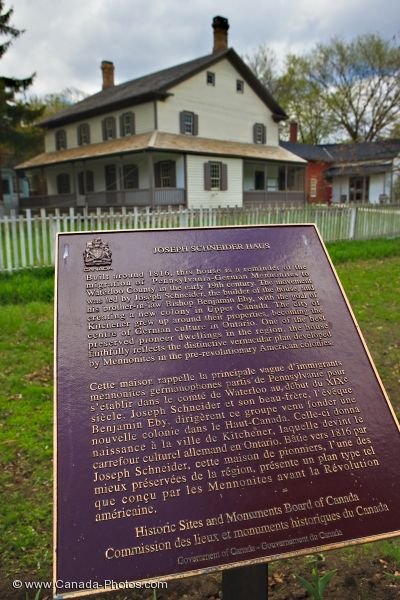 JOSEPH SCHNEIDER HAUS
Built around 1816, this house is a reminder of the
migration of Pennsylvania-German Mennonites to
Waterloo County in the early 19th century. The movement
was led by Joseph Schneider, the builder of the house, and
his brother-in-law Bishop Benjamin Eby, with the goal of
creating a new colony in Upper Canada. The city of
Kitchener grew up around their properties, becoming the
centre of German culture in Ontario. One of the best
preserved pioneer dwellings in the region, the house
faithfully reflects the distinctive vernacular plan developed
by Mennonites in the pre-revolutionary American colonies.
Cette maison rappelle la principale vague d'immigrants
mennonites germanophones partis de Pennsylvanie pour
s'établir dans le comté de Waterloo au début du XIXe
siècle. Joseph Schneider et son beau-frère, l'évêque
Benjamin Eby, dirigèrent ce groupe venu fonder une
nouvelle colonie dans le Haut-Canada. Celle-ci donna
naissance à la ville de Kitchener, laquelle devint le
carrefour culturel allemand en Ontario. Bâtie vers 1816 par
Joseph Schneider, cette maison de pionniers, l'une des
mieux préservées de la région, présente un plan type tel
que conçu par les Mennonites avant la Révolution
américaine.
Historic Sites and Monuments Board of Canada
Commission des lieux et monuments historiques du Canada
Government of Canada - Gouvernement du Canada
© www.Canada-Photos.com